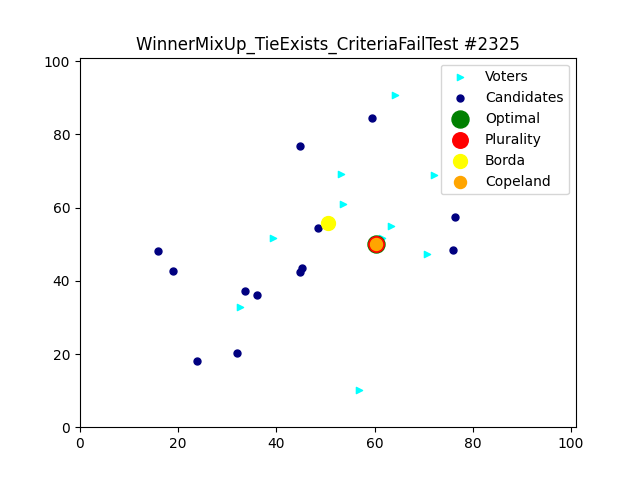 WinnerMixUp_TieExists_CriteriaFailTest #2325
100
80
60
40
20
0
0
20
40
60
80
100
Voters
Candidates
Optimal
Plurality
Borda
Copeland